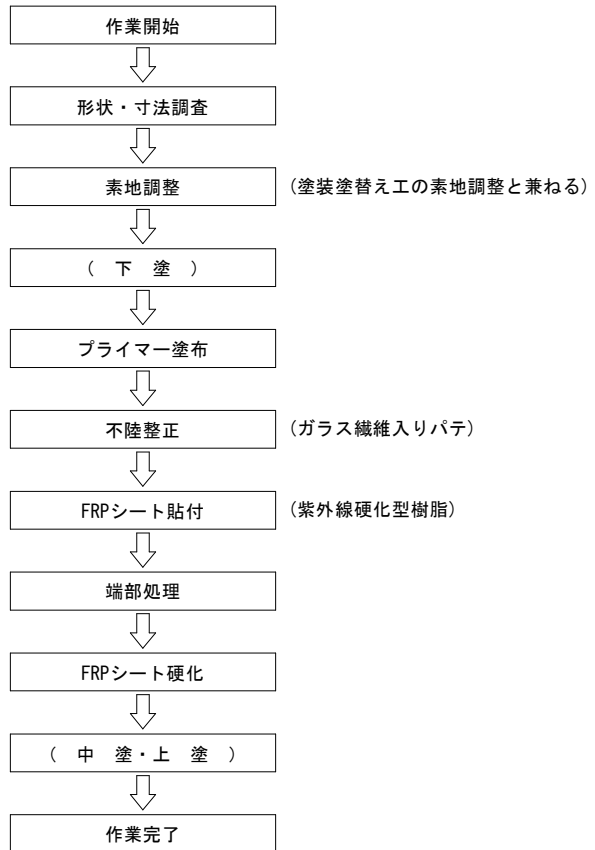 作業開始
形状・寸法調査
素地調整 (塗装塗替え工の素地調整と兼ねる)
( 下 塗 )
プライマー塗布
不陸整正 (ガラス繊維入りパテ)
FRPシート貼付 (紫外線硬化型樹脂)
端部処理
FRPシート硬化
( 中 塗・上 塗 )
作業完了